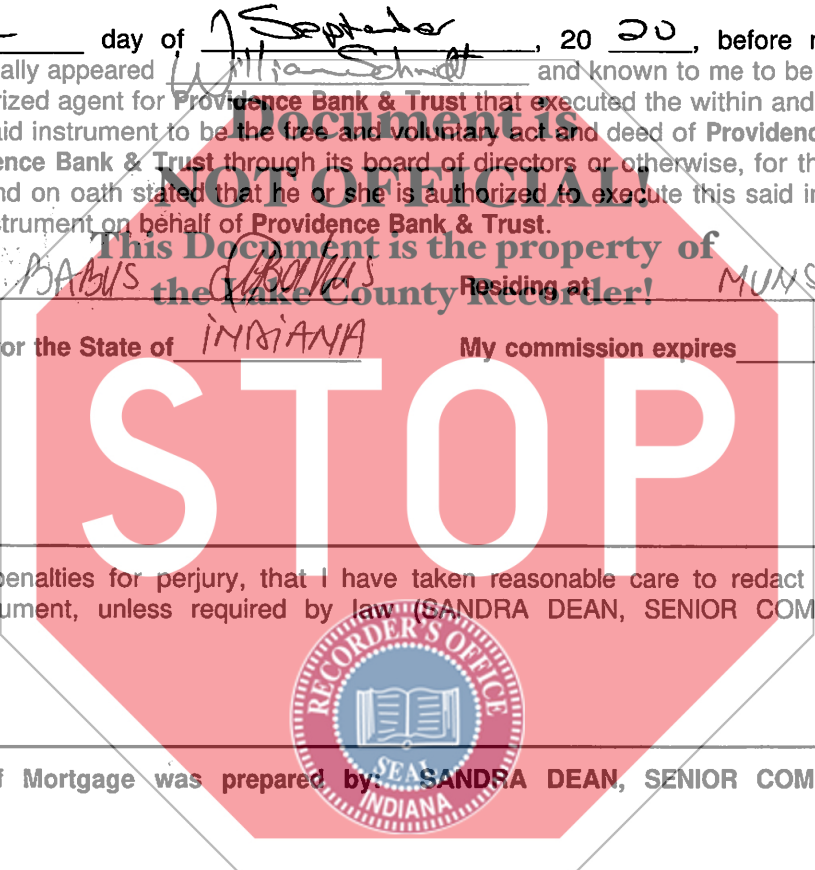 day of September, 20 20, before
ally appeared William Schmidt and known to me to be
rized agent for Providence Bank & Trust that executed the within and
Document is
aid instrument to be the free and voluntary act and deed of Providenc
ence Bank & Trust through its board of directors or otherwise, for th
NOT OFFICIAL!
nd on oath stated that he or she is authorized to execute this said in
strument on behalf of Providence Bank & Trust.
This Document is the property of
BABUS Residing at MUNS
the Lake County Recorder!
or the State of INDIANA My commission expires
STOP
penalties for perjury, that I have taken reasonable care to redact
ument, unless required by law (SANDRA DEAN, SENIOR COM
RECORDER'S OFFICE
SEAL
INDIANA
f Mortgage was prepared by: SANDRA DEAN, SENIOR COM